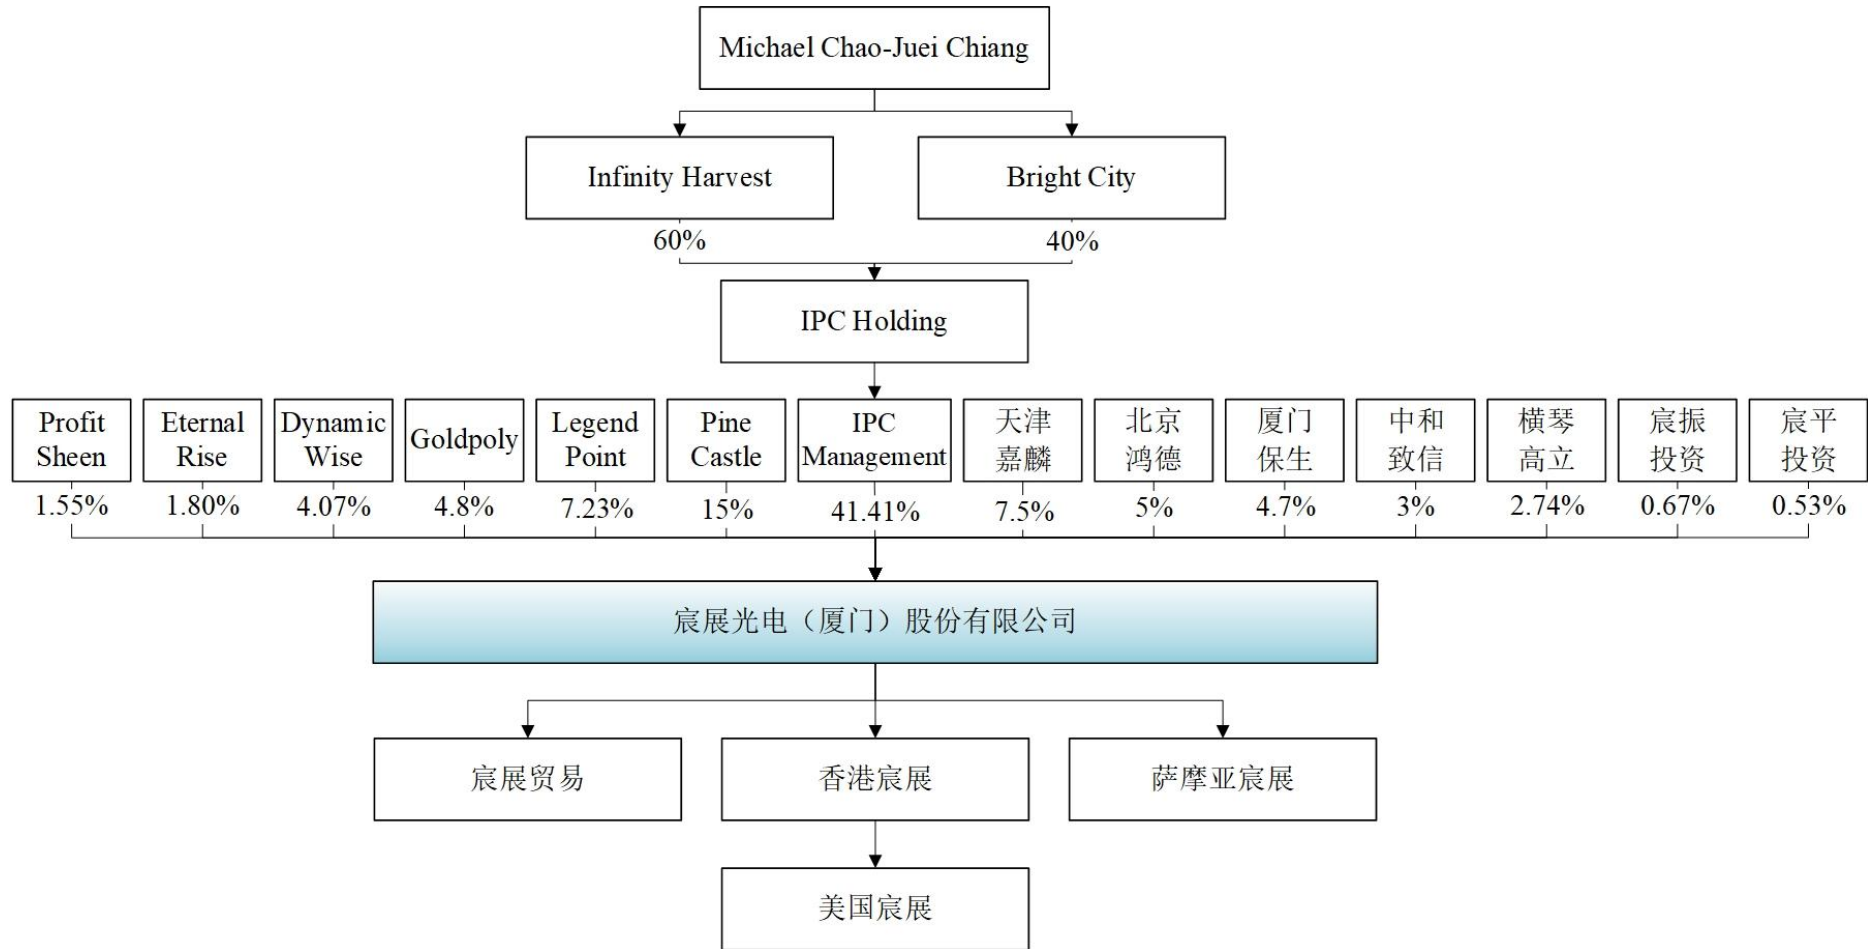 Michael Chao-Juei Chiang
Infinity Harvest
Bright City
60%
40%
IPC Holding
Profit
Sheen
Eternal
Rise
Dynamic
Wise
Goldpoly
Legend
Point
Pine
Castle
IPC
Management
天津
嘉麟
北京
鸿德
厦门
保生
中和
致信
横琴
高立
宸振
投资
宸平
投资
1.55%
1.80%
4.07%
4.8%
7.23%
15%
41.41%
7.5%
5%
4.7%
3%
2.74%
0.67%
0.53%
宸展光电（厦门）股份有限公司
宸展贸易
香港宸展
萨摩亚宸展
美国宸展